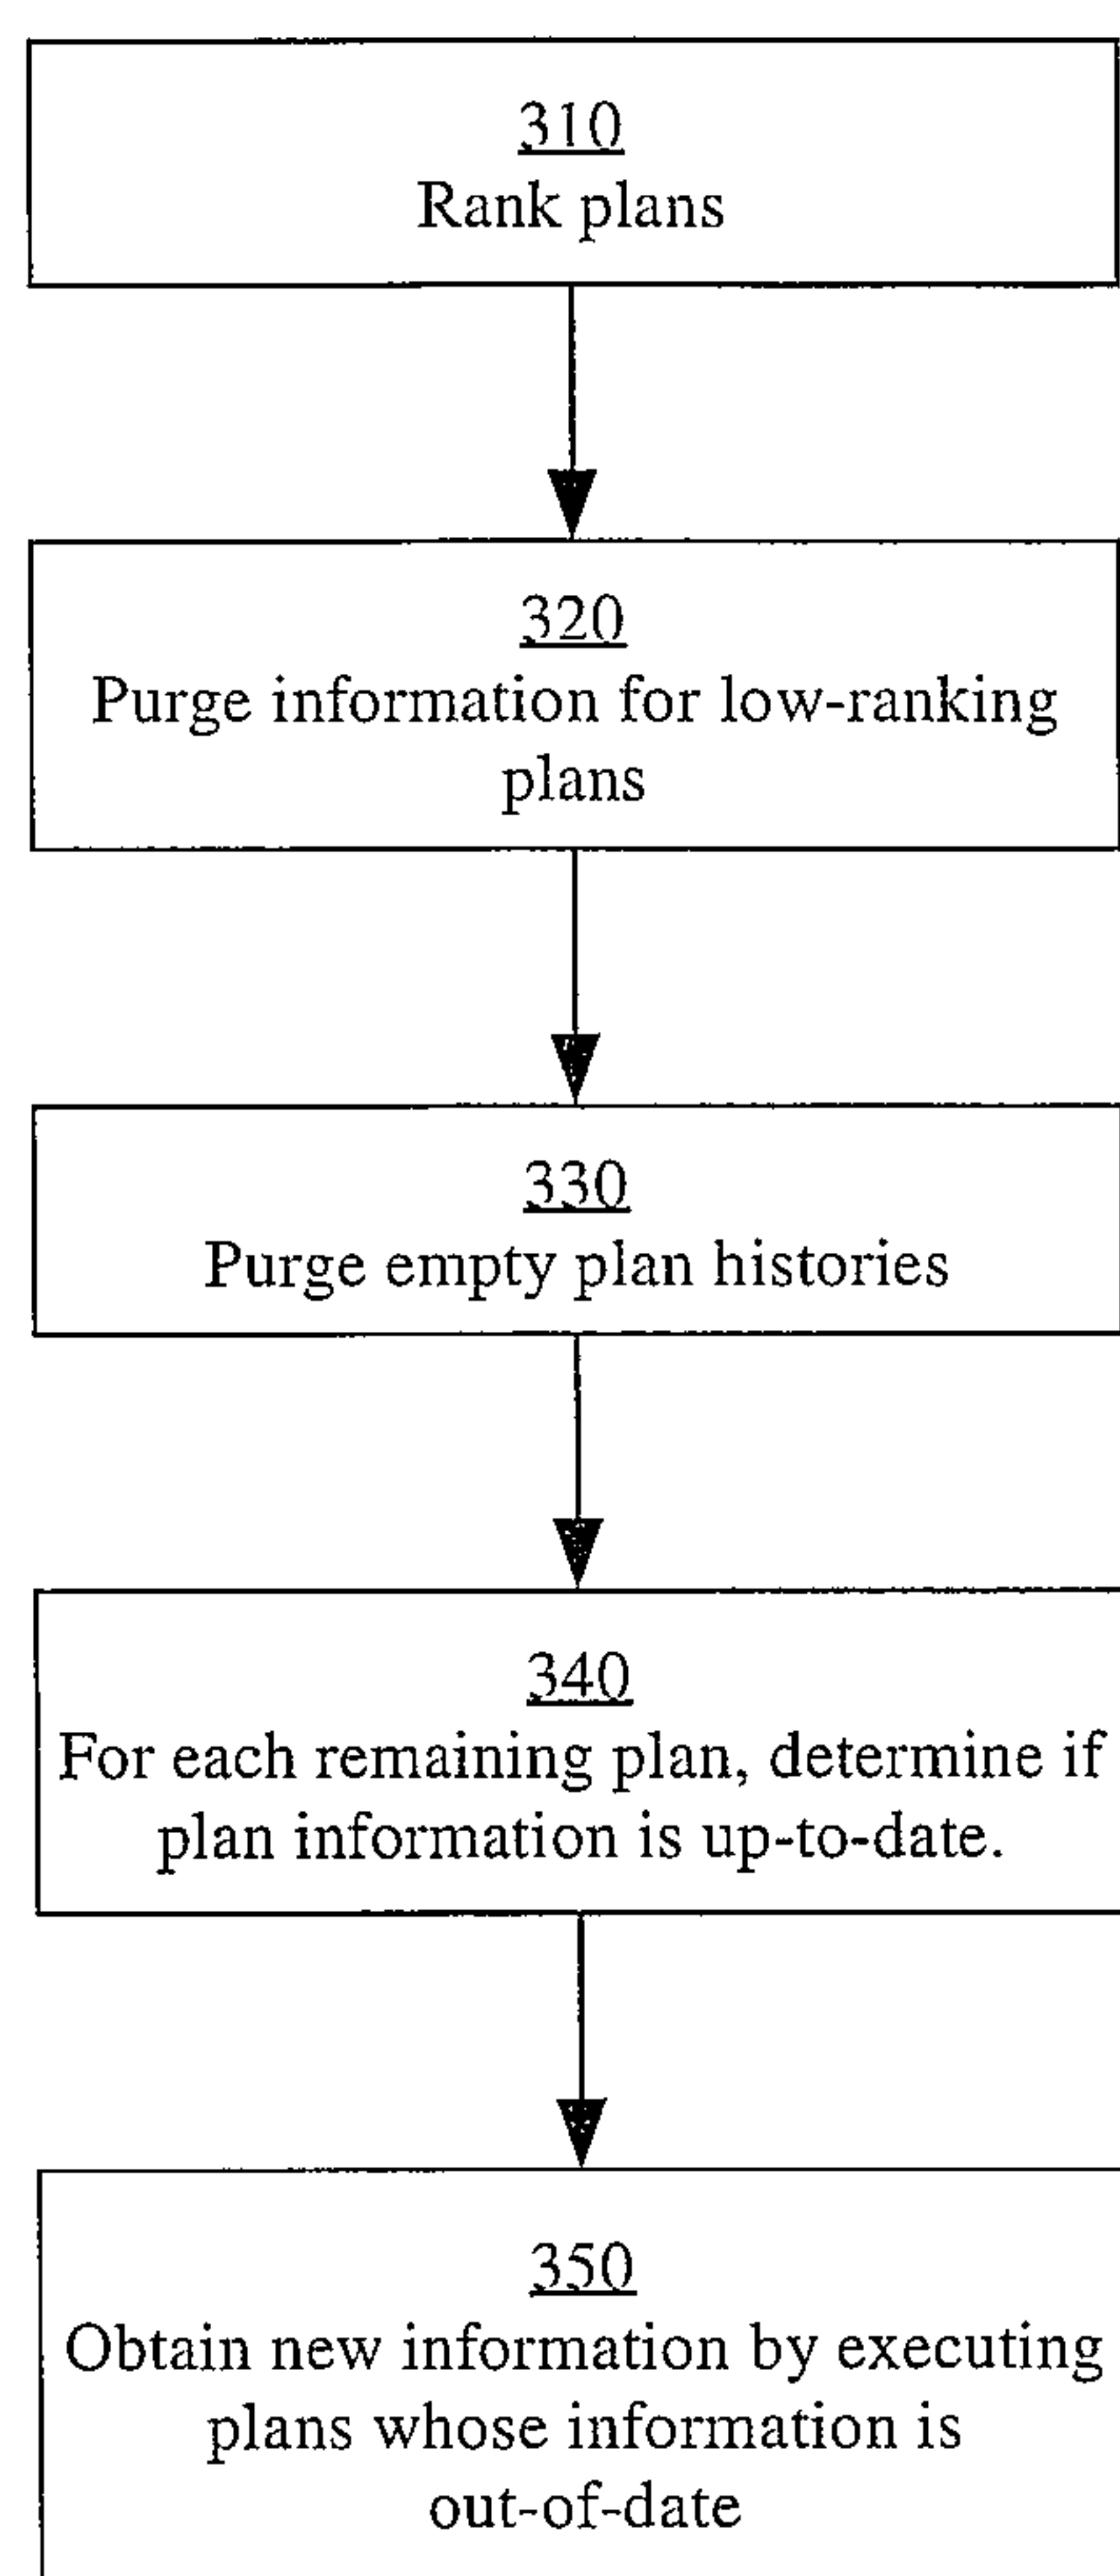 310
Rank plans
320
Purge information for low-ranking
plans
330
Purge empty plan histories
340
For each remaining plan, determine if
plan information is up-to-date.
350
Obtain new information by executing
plans whose information is
out-of-date